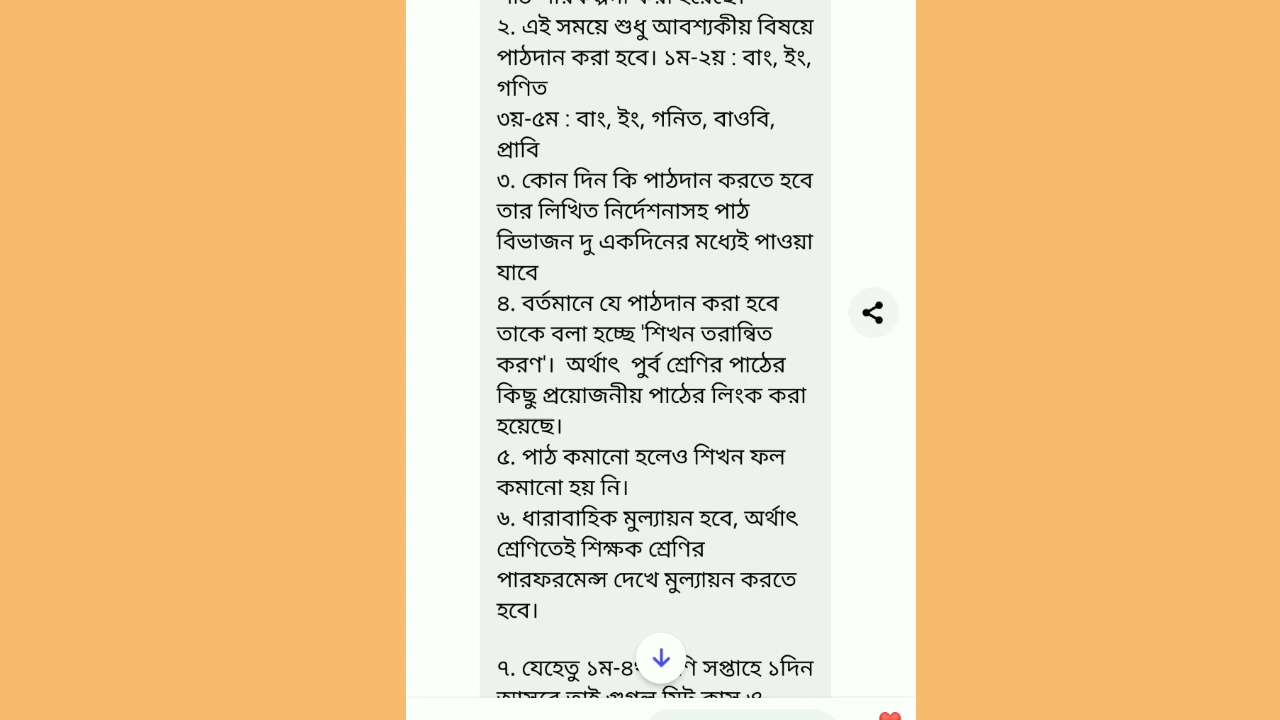 ২. এই সময়ে শুধু আবশ্যকীয় বিষয়ে
পাঠদান করা হবে। ১ম-২য় : বাং, ইং,
গণিত
৩য়-৫ম : বাং, ইং, গনিত, বাওবি,
প্রাবি
৩. কোন দিন কি পাঠদান করতে হবে
তার লিখিত নির্দেশনাসহ পাঠ
বিভাজন দু একদিনের মধ্যেই পাওয়া
যাবে
৪. বর্তমানে যে পাঠদান করা হবে
তাকে বলা হচ্ছে 'শিখন তরান্বিত
করণ'। অর্থাৎ পুর্ব শ্রেণির পাঠের
কিছু প্রয়োজনীয় পাঠের লিংক করা
হয়েছে।
৫. পাঠ কমানো হলেও শিখন ফল
কমানো হয় নি।
৬. ধারাবাহিক মুল্যায়ন হবে, অর্থাৎ
শ্রেণিতেই শিক্ষক শ্রেণির
পারফরমেন্স দেখে মুল্যায়ন করতে
হবে।
৭. যেহেতু সপ্তাহে ১দিন